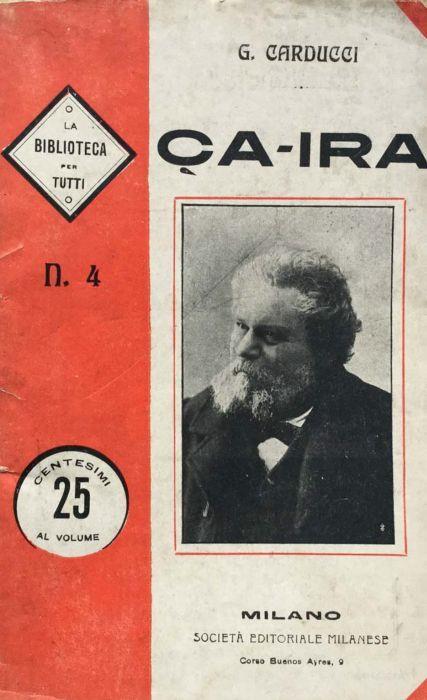 G. CARDUCCI
ÇA-IRA
LA
BIBLIOTECA
PER
TUTTI
N. 4
CENTESIMI
25
AL VOLUME
MILANO
SOCIETÀ EDITORIALE MILANESE
Corso Buenos Ayres, 9